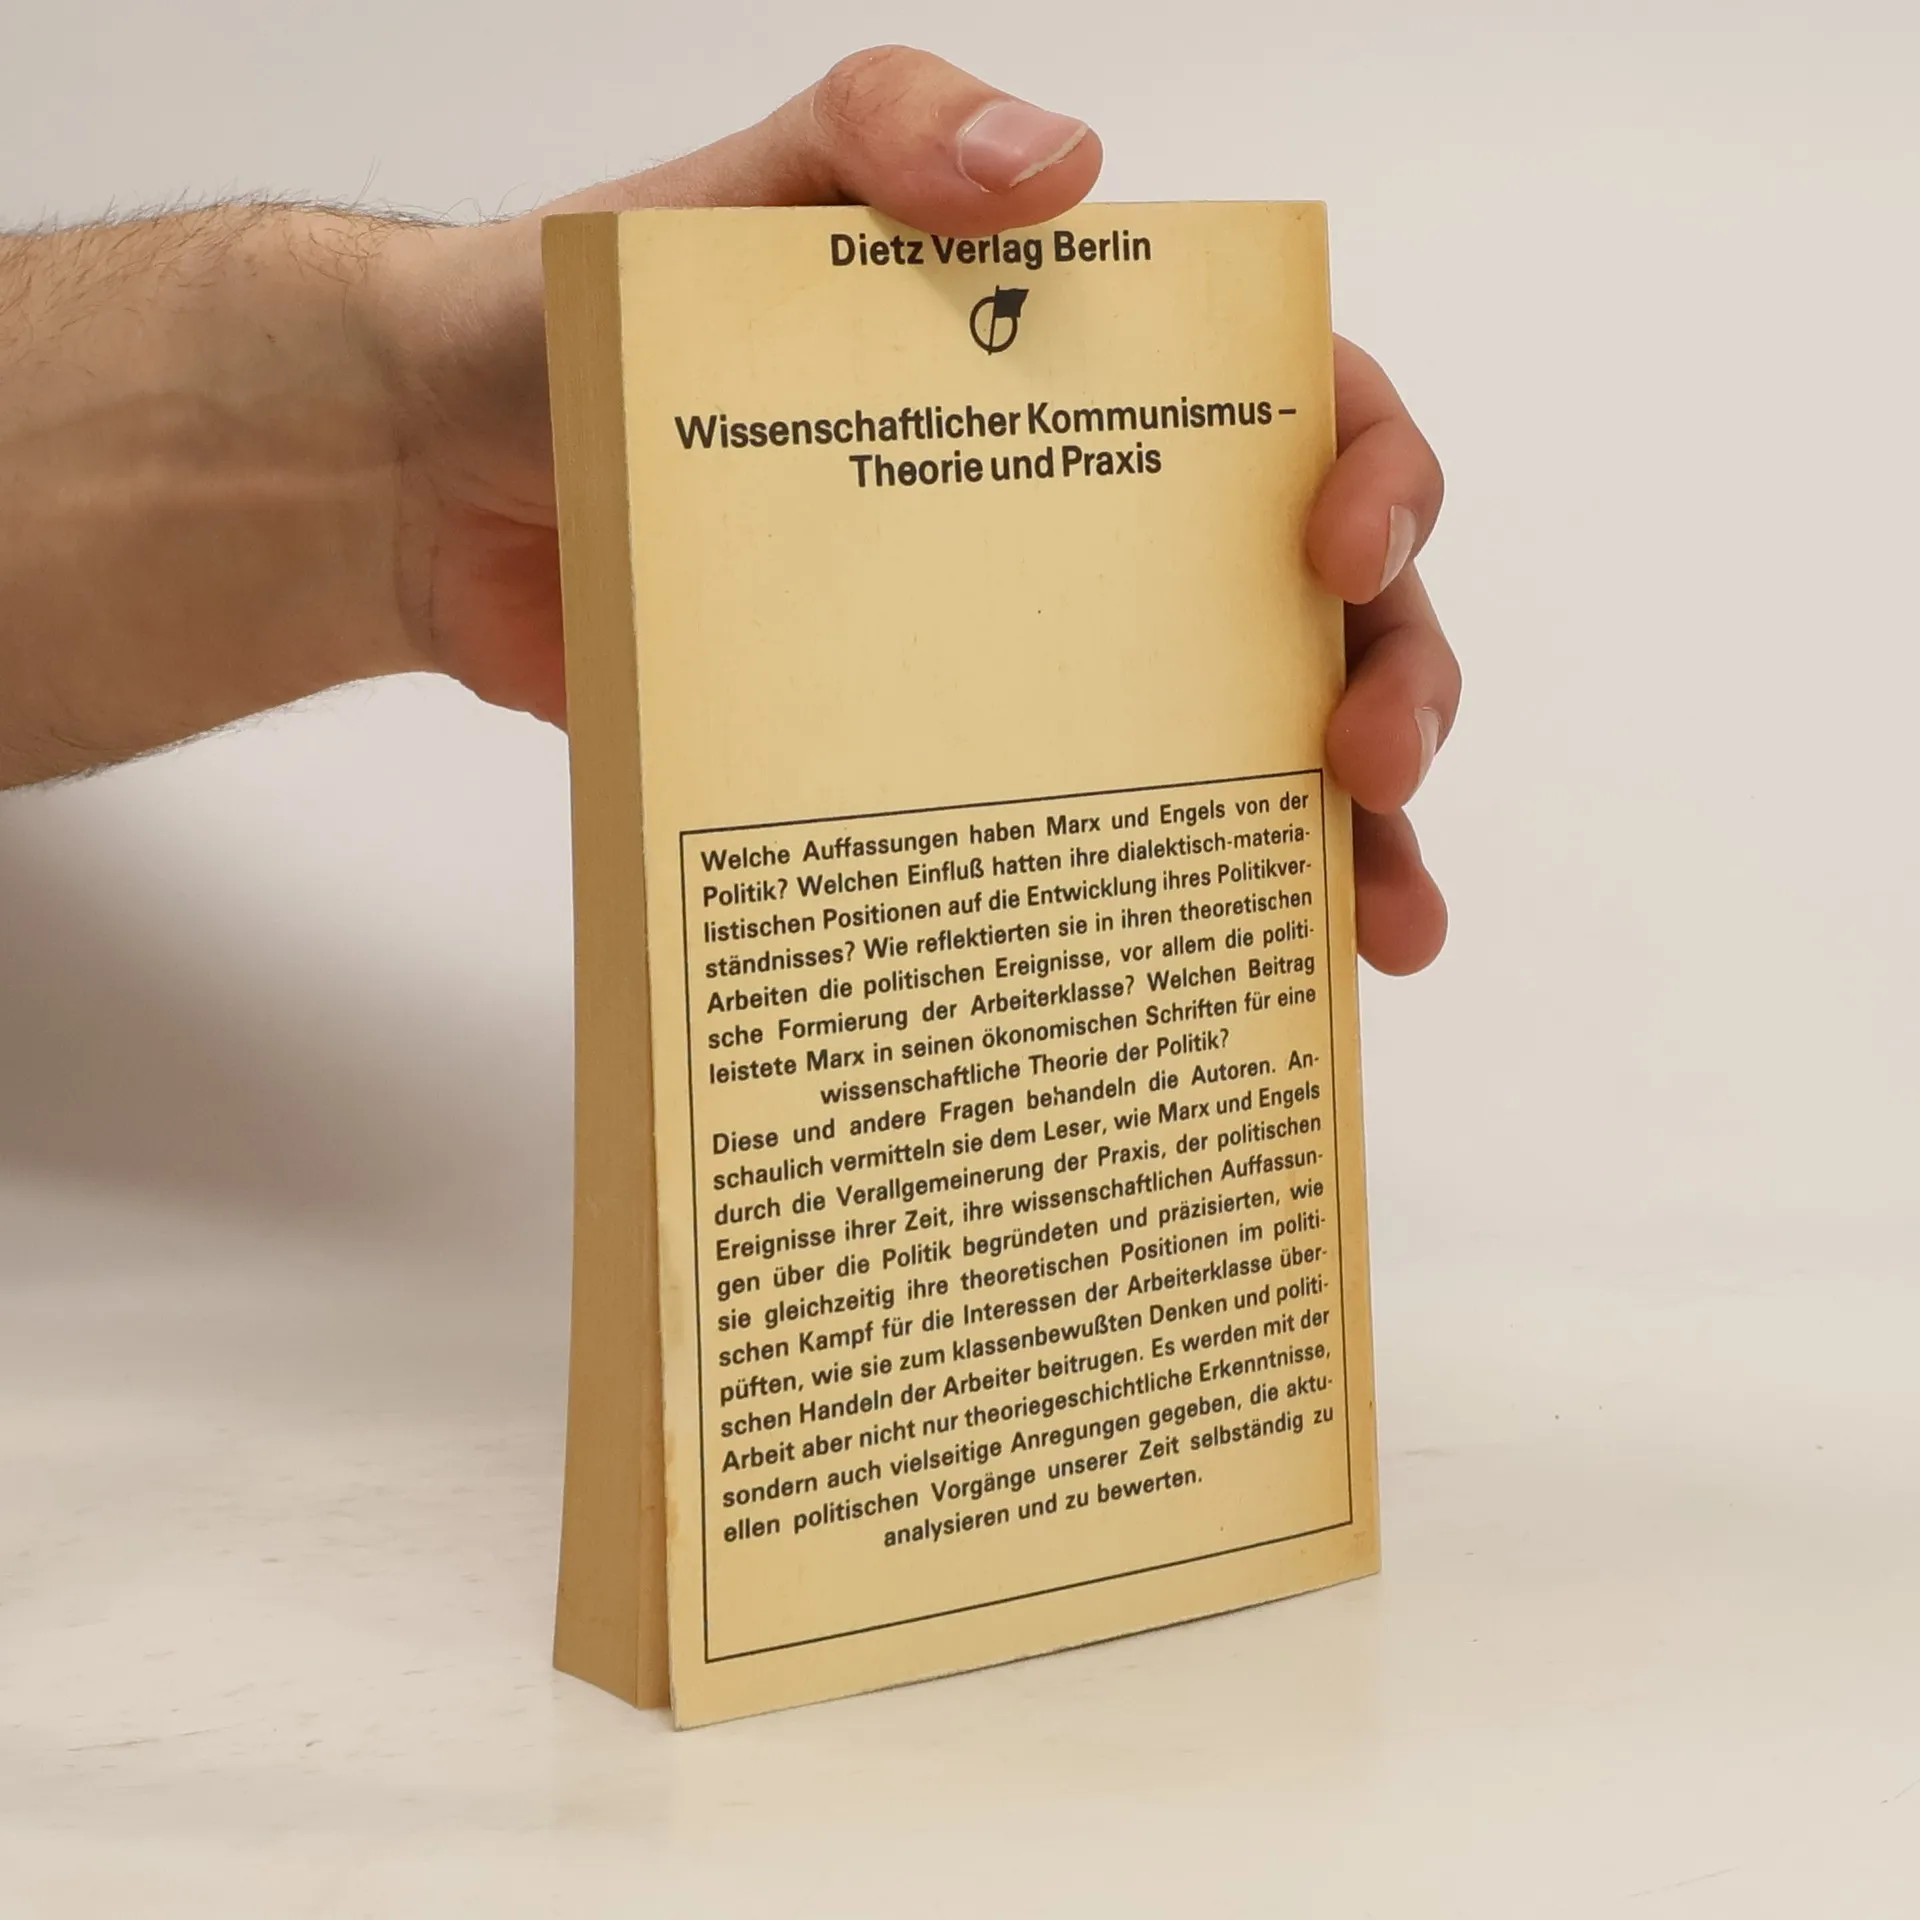 Dietz Verlag Berlin
Wissenschaftlicher Kommunismus –
Theorie und Praxis
Welche Auffassungen haben Marx und Engels von der
Politik? Welchen Einfluß hatten ihre dialektisch-materia-
listischen Positionen auf die Entwicklung ihres Politikver-
ständnisses? Wie reflektierten sie in ihren theoretischen
Arbeiten die politischen Ereignisse, vor allem die politi-
sche Formierung der Arbeiterklasse? Welchen Beitrag
leistete Marx in seinen ökonomischen Schriften für eine
wissenschaftliche Theorie der Politik?
Diese und andere Fragen behandeln die Autoren. An-
schaulich vermitteln sie dem Leser, wie Marx und Engels
durch die Verallgemeinerung der Praxis, der politischen
Ereignisse ihrer Zeit, ihre wissenschaftlichen Auffassun-
gen über die Politik begründeten und präzisierten, wie
sie gleichzeitig ihre theoretischen Positionen im politi-
schen Kampf für die Interessen der Arbeiterklasse über-
püften, wie sie zum klassenbewußten Denken und politi-
schen Handeln der Arbeiter beitrugen. Es werden mit der
Arbeit aber nicht nur theoriegeschichtliche Erkenntnisse,
sondern auch vielseitige Anregungen gegeben, die aktu-
ellen politischen Vorgänge unserer Zeit selbständig zu
analysieren und zu bewerten.